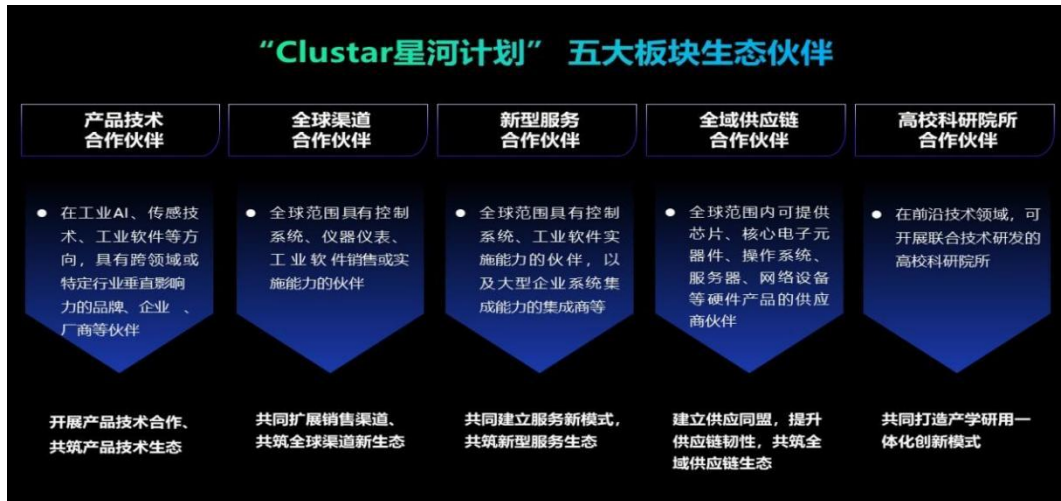 “Clustar星河计划” 五大板块生态伙伴
产品技术
合作伙伴
● 在工业AI、传感技
术、工业软件等方
向，具有跨领域或
特定行业垂直影响
力的品牌、企业 、
厂商等伙伴
开展产品技术合作、
共筑产品技术生态
全球渠道
合作伙伴
● 全球范围具有控制
系统、仪器仪表、
工业软件销售或实
施能力的伙伴
共同扩展销售渠道、
共筑全球渠道新生态
新型服务
合作伙伴
● 全球范围具有控制
系统、工业软件实
施能力的伙伴，以
及大型企业系统集
成能力的集成商等
共同建立服务新模式，
共筑新型服务生态
全域供应链
合作伙伴
● 全球范围内可提供
芯片、核心电子元
器件、操作系统、
服务器、网络设备
等硬件产品的供应
商伙伴
建立供应同盟，提升
供应链韧性，共筑全
域供应链生态
高校科研院所
合作伙伴
● 在前沿技术领域，可
开展联合技术研发的
高校科研院所
共同打造产学研用一
体化创新模式